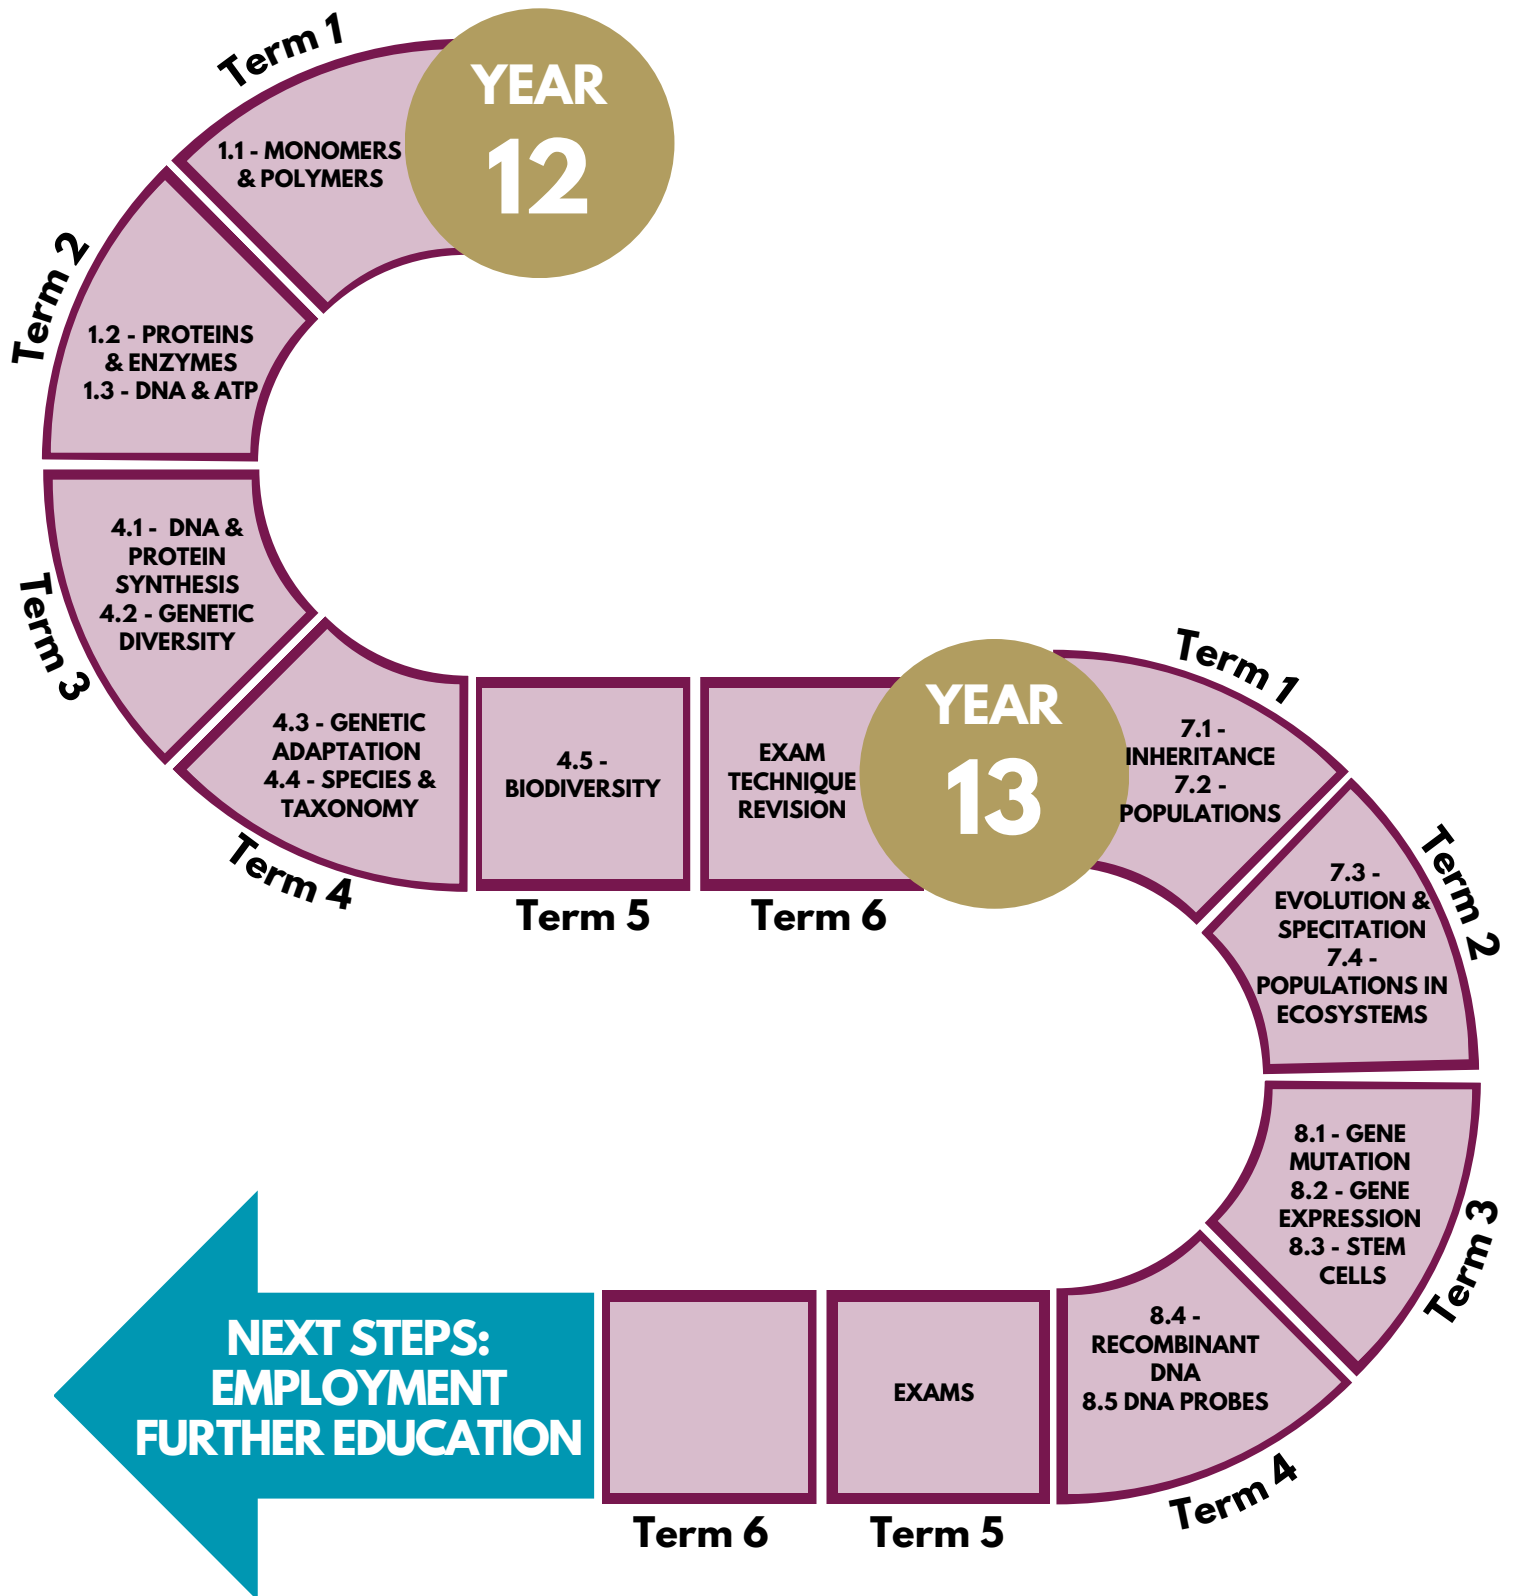 Term 1
YEAR
12
1.1 - MONOMERS
& POLYMERS
Term 2
1.2 - PROTEINS
& ENZYMES
1.3 - DNA & ATP
Term 3
4.1 - DNA &
PROTEIN
SYNTHESIS
4.2 - GENETIC
DIVERSITY
Term 4
4.3 - GENETIC
ADAPTATION
4.4 - SPECIES &
TAXONOMY
4.5 -
BIODIVERSITY
Term 5
EXAM
TECHNIQUE
REVISION
Term 6
YEAR
13
Term 1
7.1 -
INHERITANCE
7.2 -
POPULATIONS
Term 2
7.3 -
EVOLUTION &
SPECITATION
7.4 -
POPULATIONS IN
ECOSYSTEMS
8.1 - GENE
MUTATION
8.2 - GENE
EXPRESSION
8.3 - STEM
CELLS
Term 3
8.4 -
RECOMBINANT
DNA
8.5 DNA PROBES
Term 4
EXAMS
Term 5
Term 6
NEXT STEPS:
EMPLOYMENT
FURTHER EDUCATION